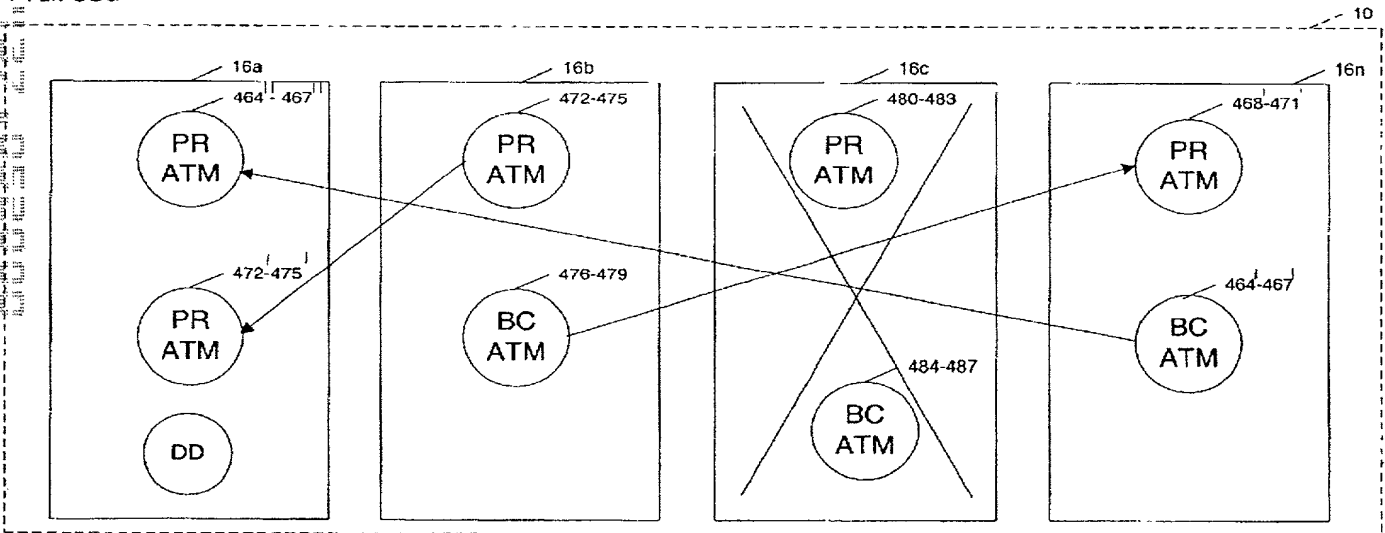 10
16a
464 - 467
PR
ATM
472-475
PR
ATM
DD
16b
472-475
PR
ATM
476-479
BC
ATM
16c
480-483
PR
ATM
484-487
BC
ATM
16n
468-471
PR
ATM
464-467
BC
ATM